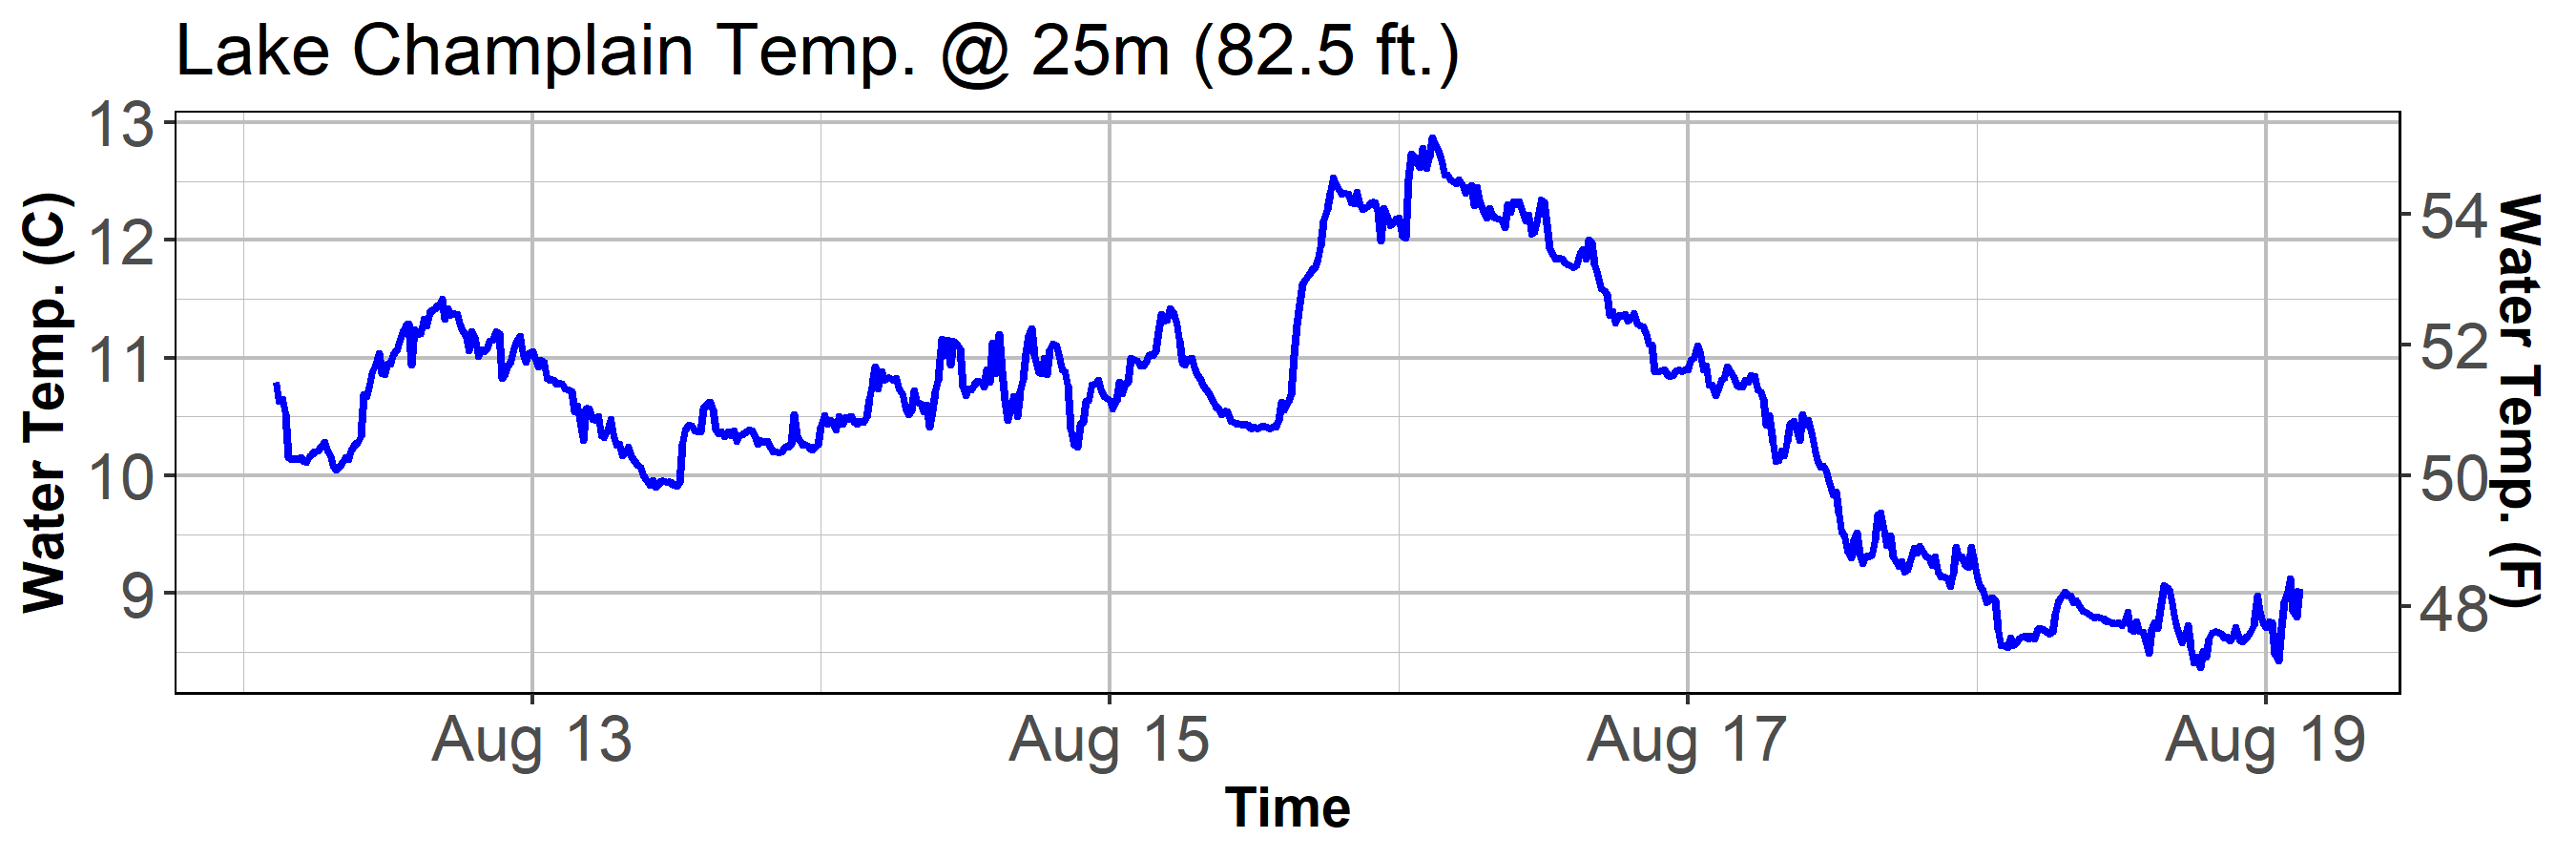 Lake Champlain Temp. @ 25m (82.5 ft.)
Water Temp. (C)
13
12
11
10
9
54
52
50
48
Water Temp. (F)
Aug 13 Aug 15 Aug 17 Aug 19
Time